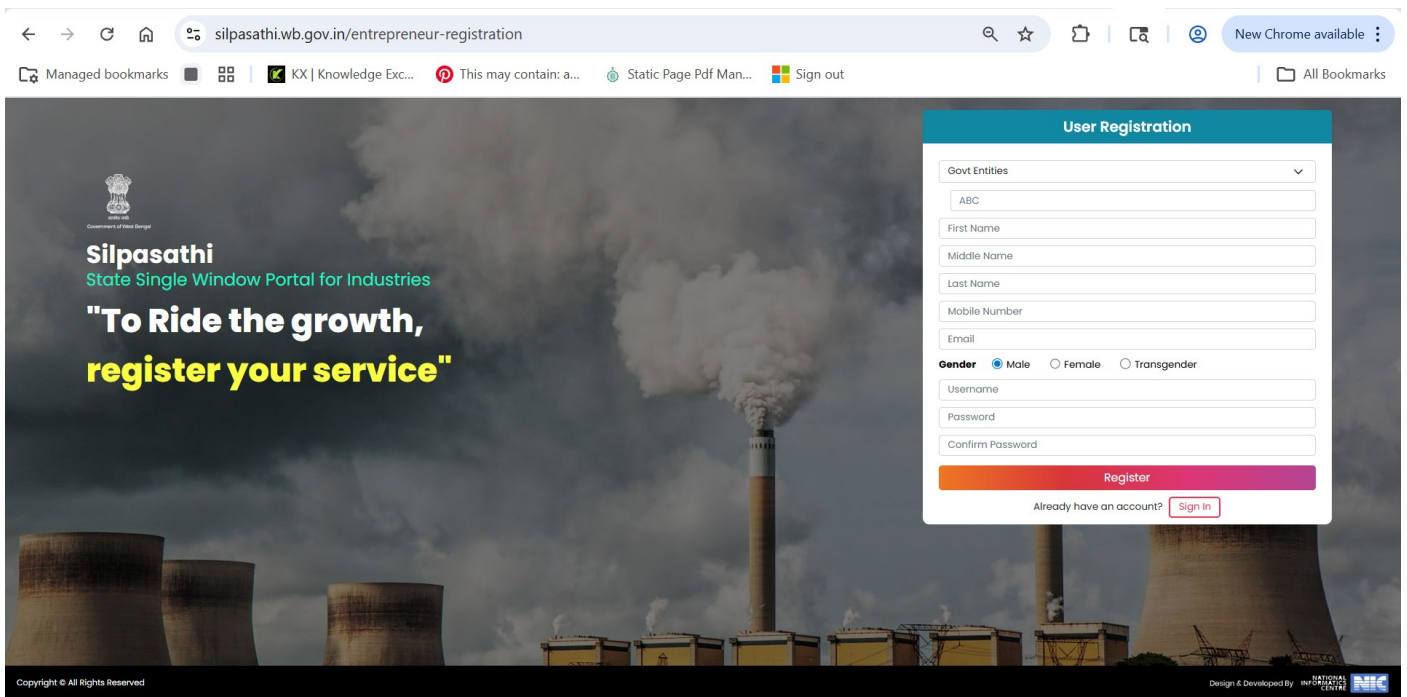 silpasathi.wb.gov.in/entrepreneur-registration
New Chrome available
Managed bookmarks
KX | Knowledge Exc...
This may contain: a...
Static Page Pdf Man...
Sign out
All Bookmarks
Government of West Bengal
Silpasathi
State Single Window Portal for Industries
"To Ride the growth,
register your service"
User Registration
Govt Entities
ABC
First Name
Middle Name
Last Name
Mobile Number
Email
Gender Male Female Transgender
Username
Password
Confirm Password
Register
Already have an account? Sign In
Copyright © All Rights Reserved
Design & Developed By NATIONAL INFORMATICS CENTRE NIC